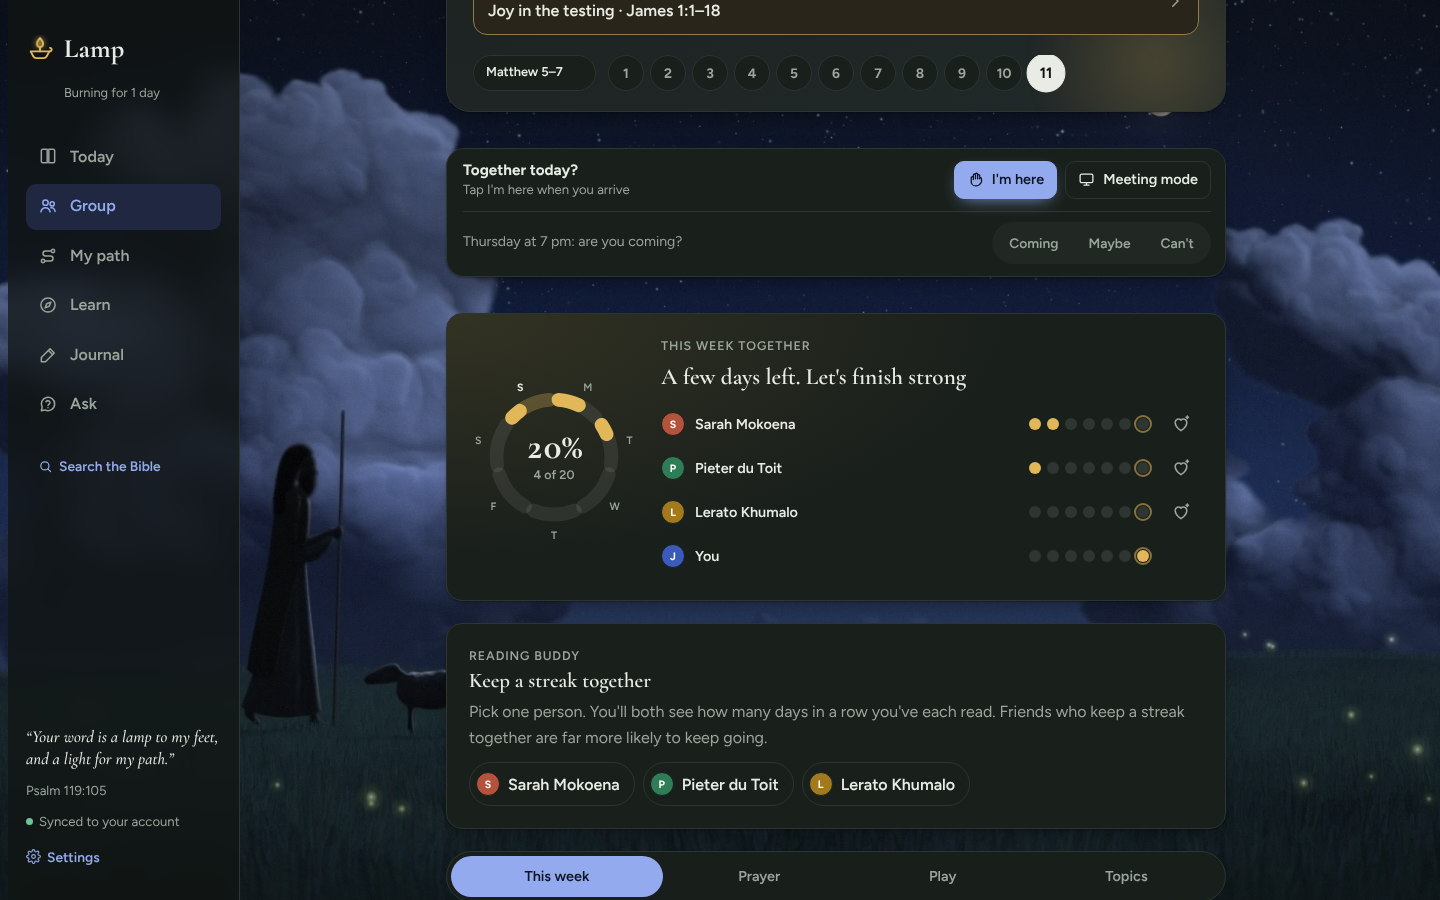 Lamp
Burning for 1 day
Today
Group
My path
Learn
Journal
Ask
Search the Bible
“Your word is a lamp to my feet,
and a light for my path.”
Psalm 119:105
Synced to your account
Settings
Joy in the testing · James 1:1–18
Matthew 5–7
1 2 3 4 5 6 7 8 9 10 11
Together today?
Tap I'm here when you arrive
I'm here
Meeting mode
Thursday at 7 pm: are you coming?
Coming Maybe Can't
THIS WEEK TOGETHER
A few days left. Let's finish strong
S M
S T
20%
4 of 20
F W
T
S Sarah Mokoena
P Pieter du Toit
L Lerato Khumalo
J You
READING BUDDY
Keep a streak together
Pick one person. You'll both see how many days in a row you've each read. Friends who keep a streak
together are far more likely to keep going.
S Sarah Mokoena P Pieter du Toit L Lerato Khumalo
This week Prayer Play Topics